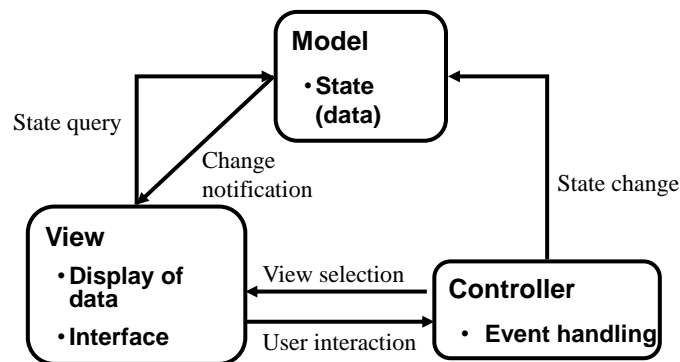 Model
• State
(data)
State query
Change
notification
State change
View
• Display of
data
• Interface
View selection
User interaction
Controller
• Event handling